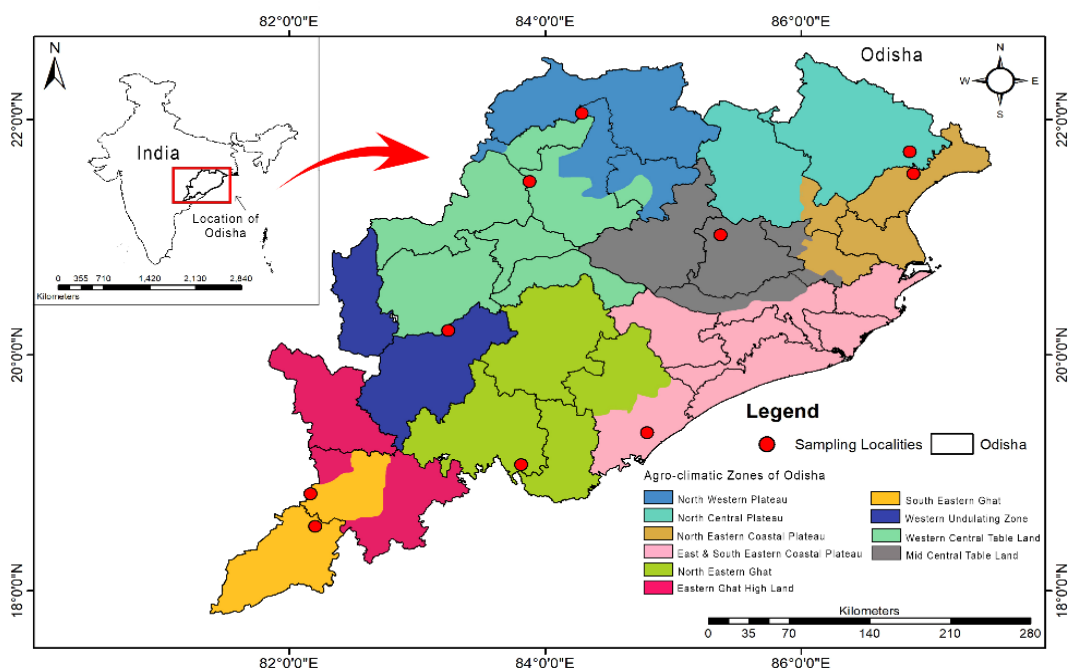 82°0'0"E 84°0'0"E 86°0'0"E
N
India
Location of
Odisha
0 355 710 1,420 2,130 2,840
Kilometers
Odisha
N
W E
S
22°0'0"N 22°0'0"N
20°0'0"N 20°0'0"N
18°0'0"N 18°0'0"N
Legend
Sampling Localities Odisha
Agro-climatic Zones of Odisha
North Western Plateau
North Central Plateau
North Eastern Coastal Plateau
East & South Eastern Coastal Plateau
North Eastern Ghat
Eastern Ghat High Land
South Eastern Ghat
Western Undulating Zone
Western Central Table Land
Mid Central Table Land
Kilometers
0 35 70 140 210 280
82°0'0"E 84°0'0"E 86°0'0"E